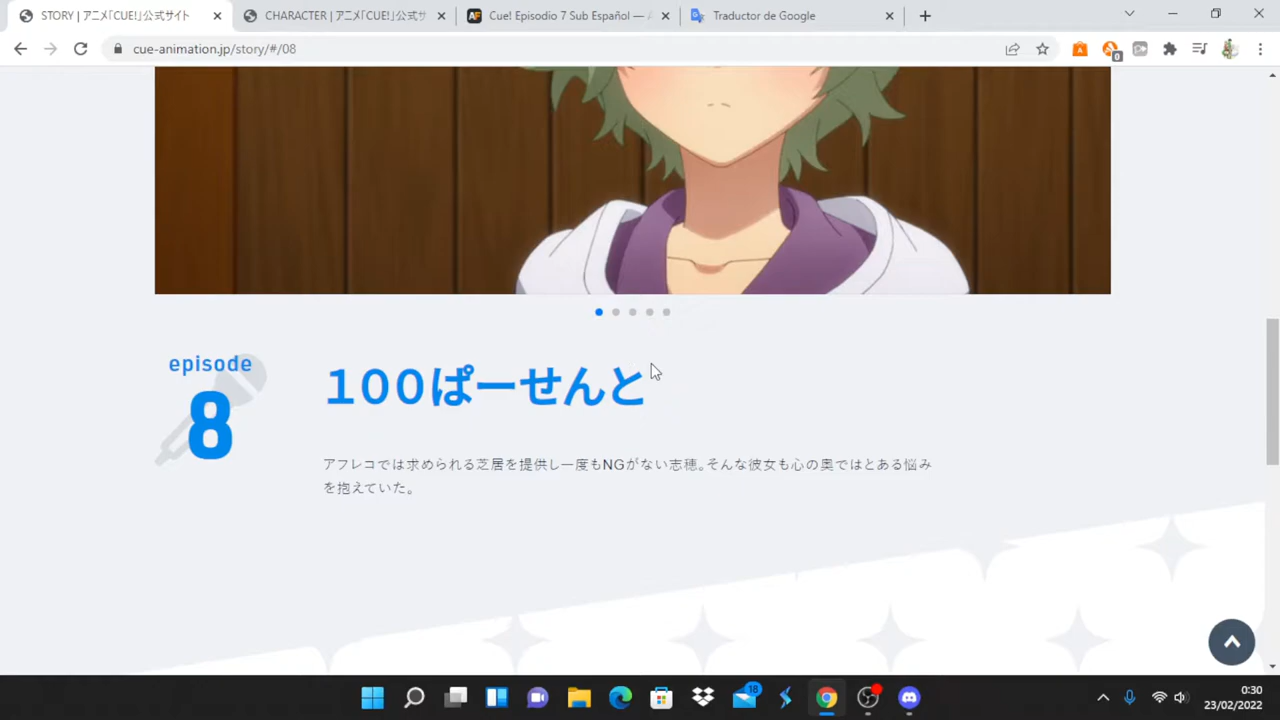 STORY | アニメ「CUE!」公式サイト
CHARACTER | アニメ「CUE!」公式サ
Cue! Episodio 7 Sub Español —
Traductor de Google
cue-animation.jp/story/#/08
0
episode
8
100ぱーせんと
アフレコでは求められる芝居を提供し一度もNGがない志穂。そんな彼女も心の奥ではとある悩み
を抱えていた。
18
0:30
23/02/2022